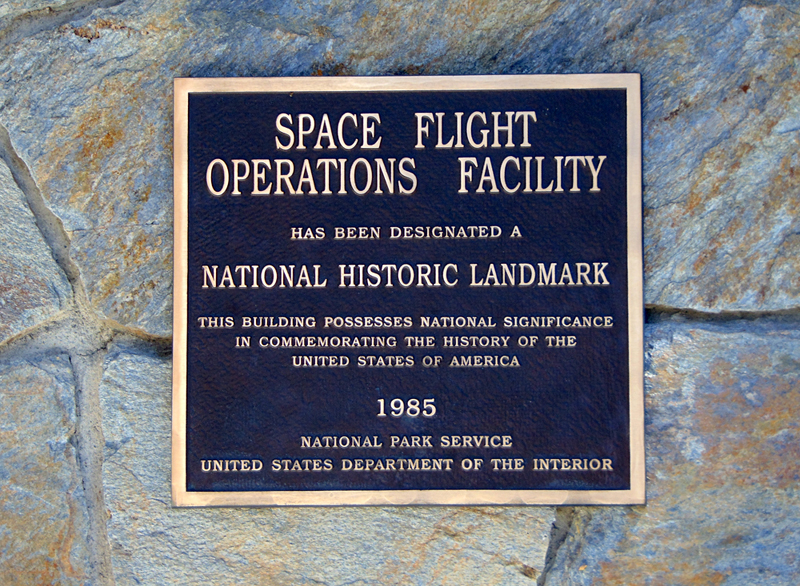 SPACE FLIGHT
OPERATIONS FACILITY
HAS BEEN DESIGNATED A
NATIONAL HISTORIC LANDMARK
THIS BUILDING POSSESSES NATIONAL SIGNIFICANCE
IN COMMEMORATING THE HISTORY OF THE
UNITED STATES OF AMERICA
1985
NATIONAL PARK SERVICE
UNITED STATES DEPARTMENT OF THE INTERIOR